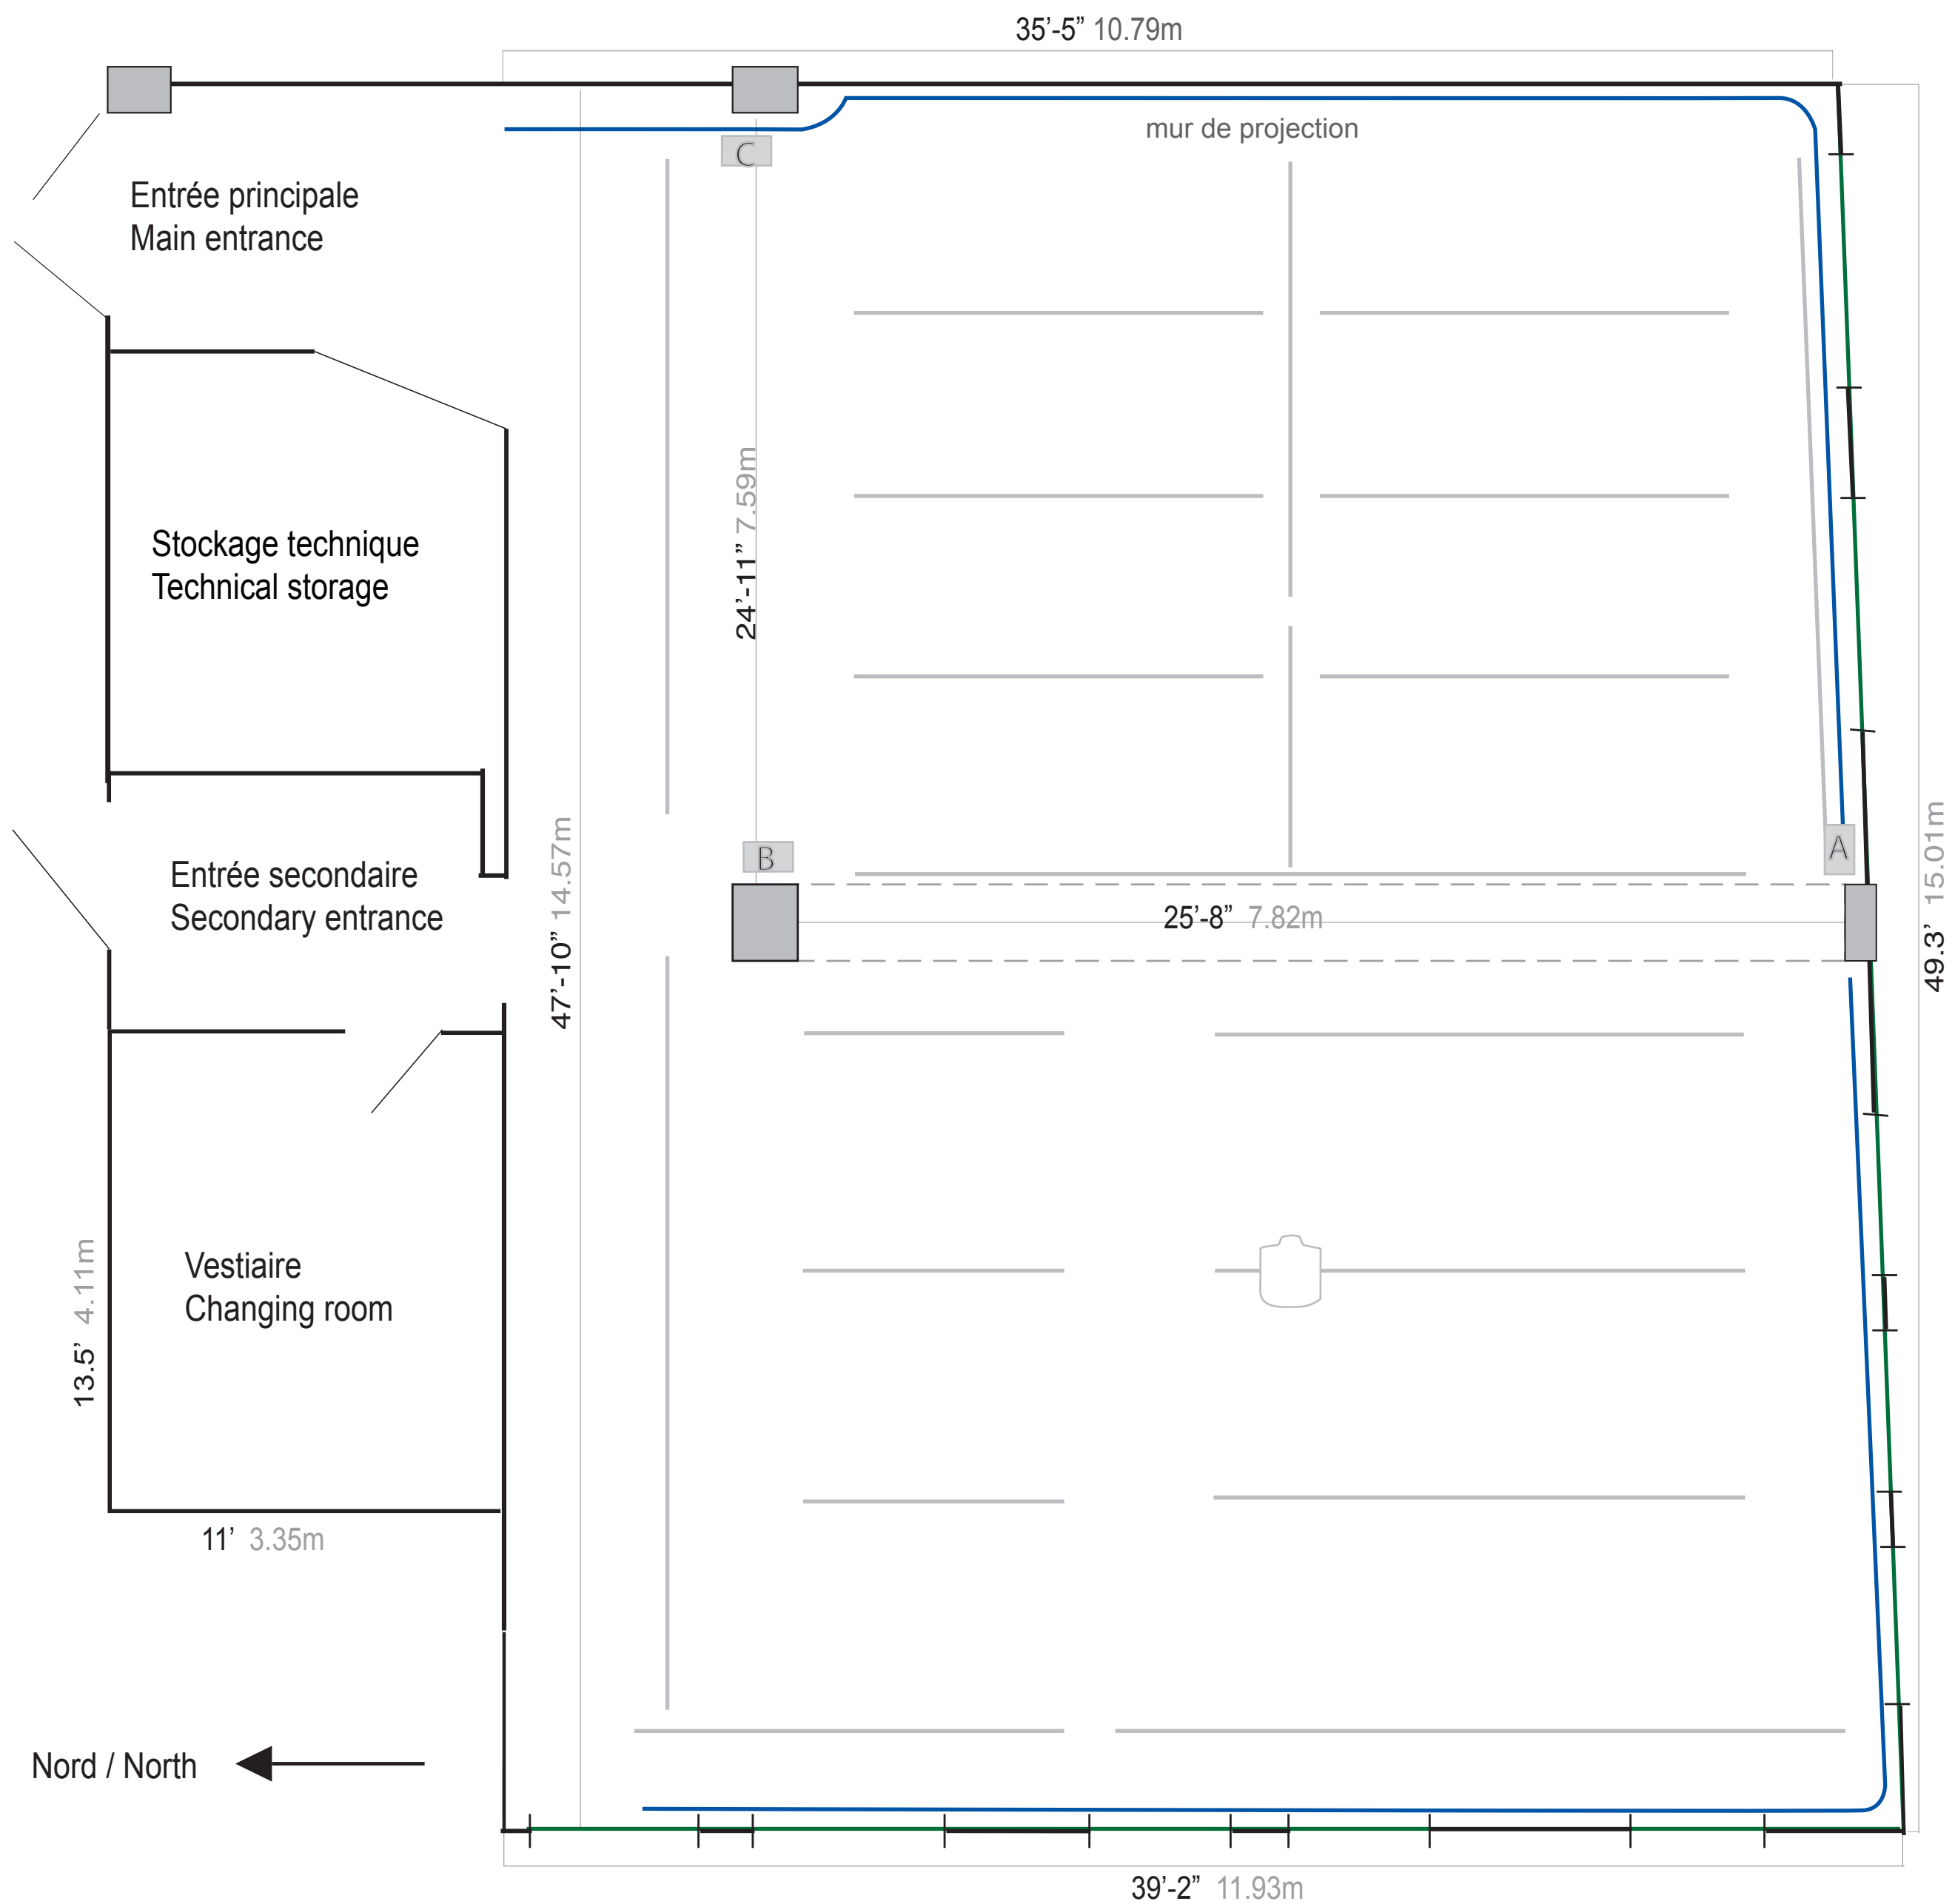 35’-5” 10.79m
mur de projection
C
Entrée principale
Main entrance
24’-11” 7.59m
Stockage technique
Technical storage
47’-10” 14.57m
B
A
49.3’ 15.01m
Entrée secondaire
Secondary entrance
25’-8” 7.82m
13.5’ 4.11m
Vestiaire
Changing room
11’ 3.35m
Nord / North
39’-2” 11.93m